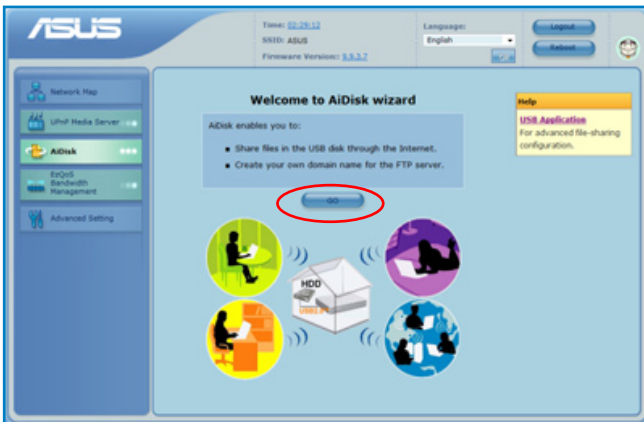 ASUS
Time: 02:29:12
SSID: ASUS
Firmware Version: 9.9.3.7
Language:
English
Logout
Reboot
Network Map
UPnP Media Server
AiDisk
EzQoS
Bandwidth
Management
Advanced Setting
Welcome to AiDisk wizard
AiDisk enables you to:
Share files in the USB disk through the Internet.
Create your own domain name for the FTP server.
GO
HDD
Help
USB Application
For advanced file-sharing
configuration.